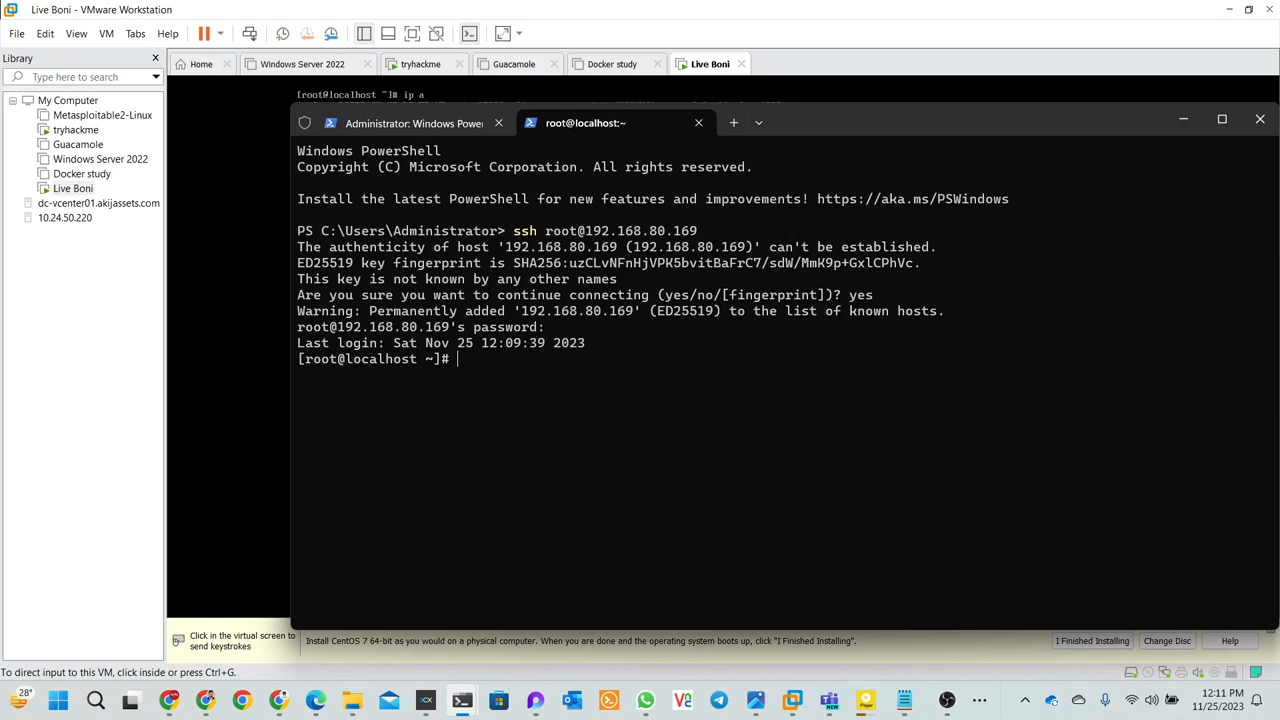 Live Boni - VMware Workstation
File Edit View VM Tabs Help
Library
Type here to search
My Computer
Metasploitable2-Linux
tryhackme
Guacamole
Windows Server 2022
Docker study
Live Boni
dc-vcenter01.akijassets.com
10.24.50.220
Home Windows Server 2022 tryhackme Guacamole Docker study Live Boni
[root@localhost ~]# ip a
Administrator: Windows Power root@localhost:~
Windows PowerShell
Copyright (C) Microsoft Corporation. All rights reserved.
Install the latest PowerShell for new features and improvements! https://aka.ms/PSWindows
PS C:\Users\Administrator> ssh root@192.168.80.169
The authenticity of host '192.168.80.169 (192.168.80.169)' can't be established.
ED25519 key fingerprint is SHA256:uzCLvNFnHjVPK5bvitBaFrC7/sdW/MmK9p+GxlCPhVc.
This key is not known by any other names
Are you sure you want to continue connecting (yes/no/[fingerprint])? yes
Warning: Permanently added '192.168.80.169' (ED25519) to the list of known hosts.
root@192.168.80.169's password:
Last login: Sat Nov 25 12:09:39 2023
[root@localhost ~]#
Click in the virtual screen to
send keystrokes
Install CentOS 7 64-bit as you would on a physical computer. When you are done and the operating system boots up, click "I Finished Installing".
I Finished Installing Change Disc Help
To direct input to this VM, click inside or press Ctrl+G.
28°
12:11 PM
11/25/2023